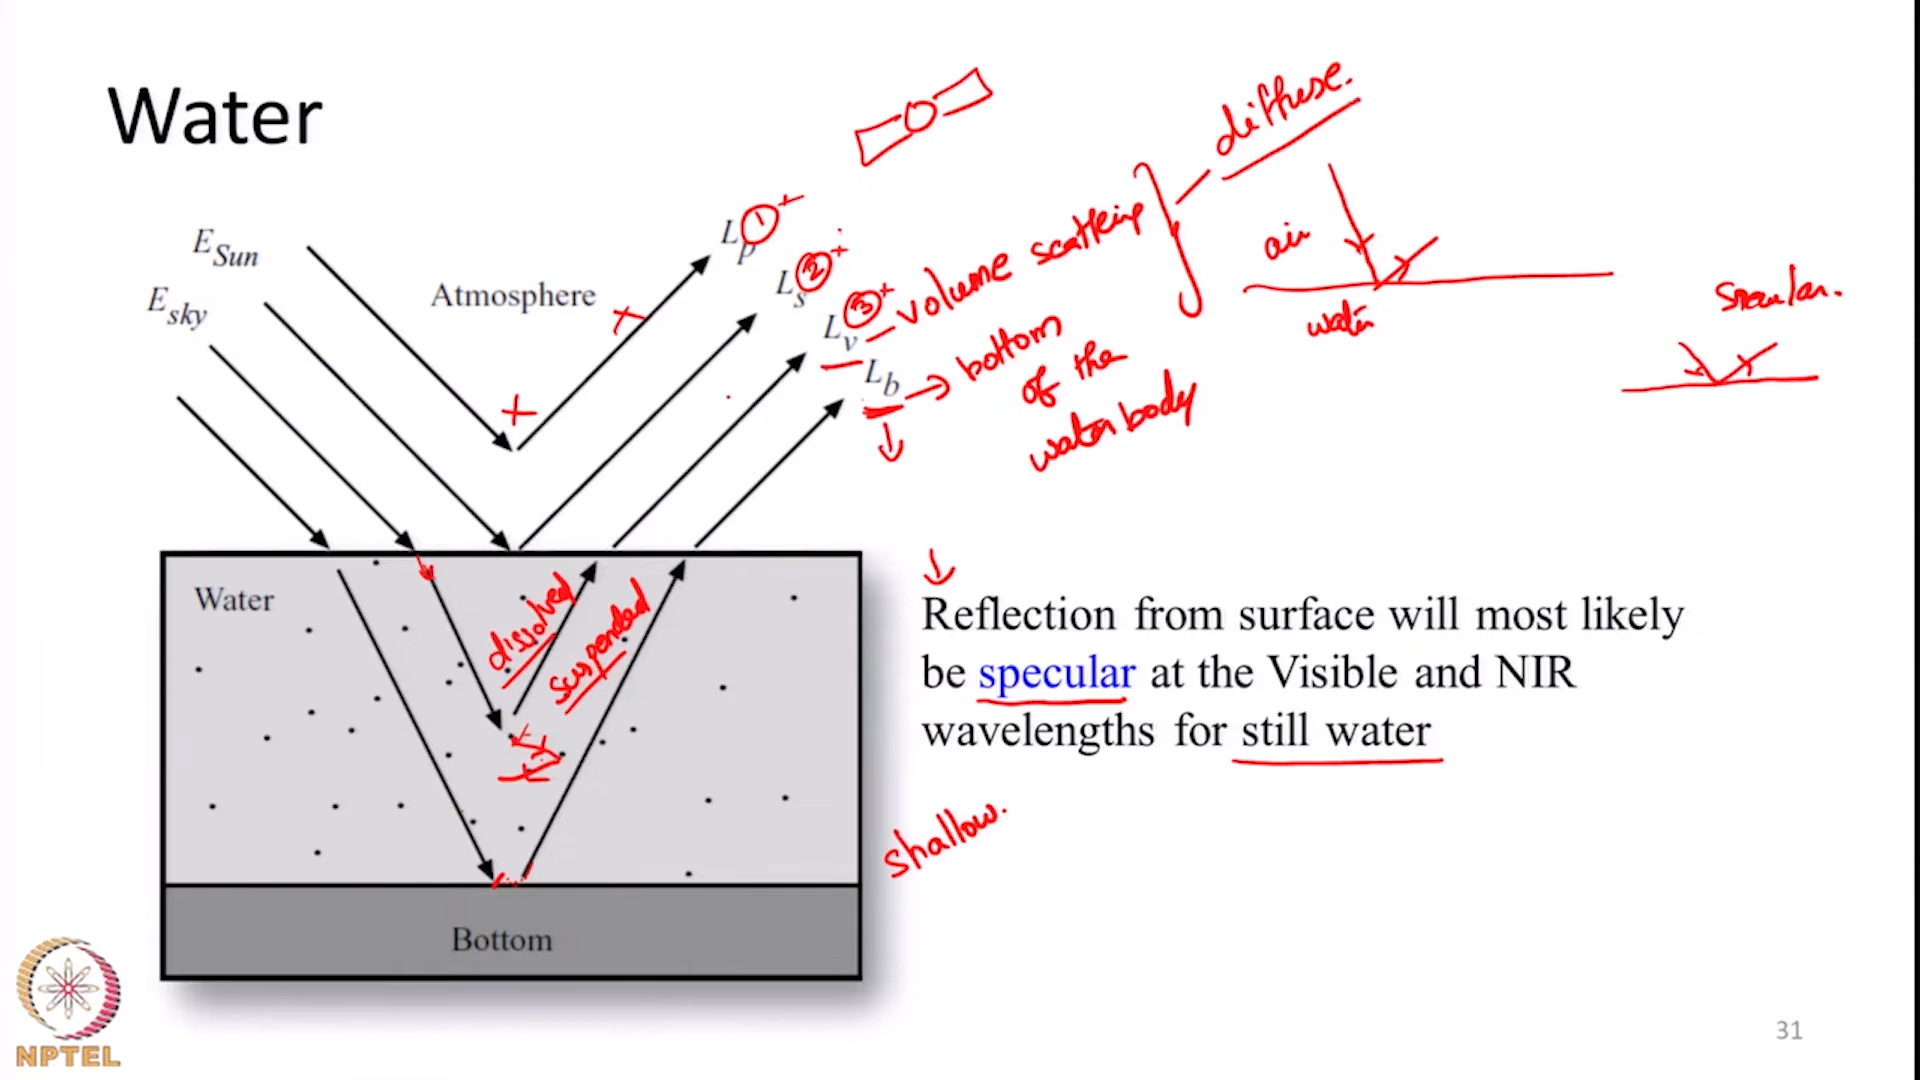 Water
diffuse.
E_Sun
L_p ① +
volume scattering
air
E_sky
Atmosphere
L_s ② +
L_v ③ +
water
specular.
L_b → bottom
of the
water body
Water
dissolved
suspended
Reflection from surface will most likely
be specular at the Visible and NIR
wavelengths for still water
shallow.
Bottom
NPTEL
31